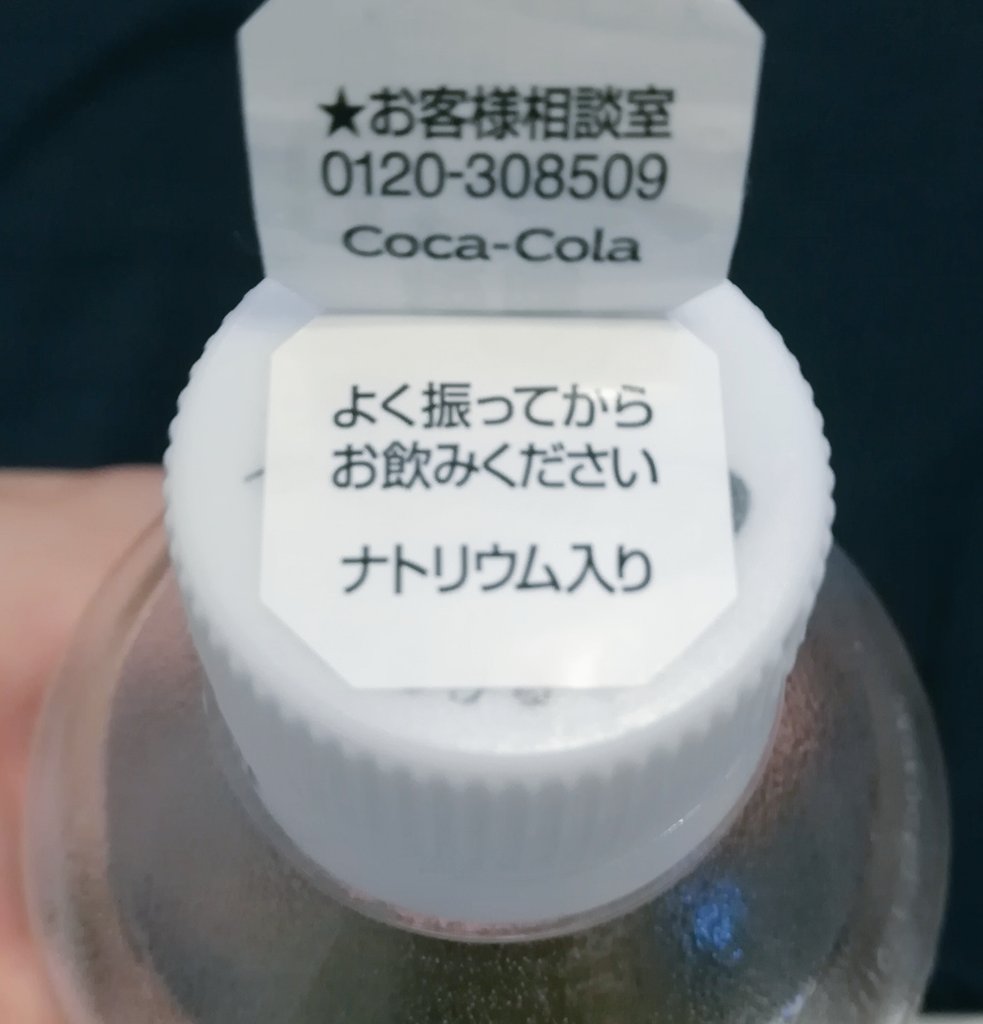 ★お客様相談室
0120-308509
Coca-Cola
よく振ってから
お飲みください
ナトリウム入り